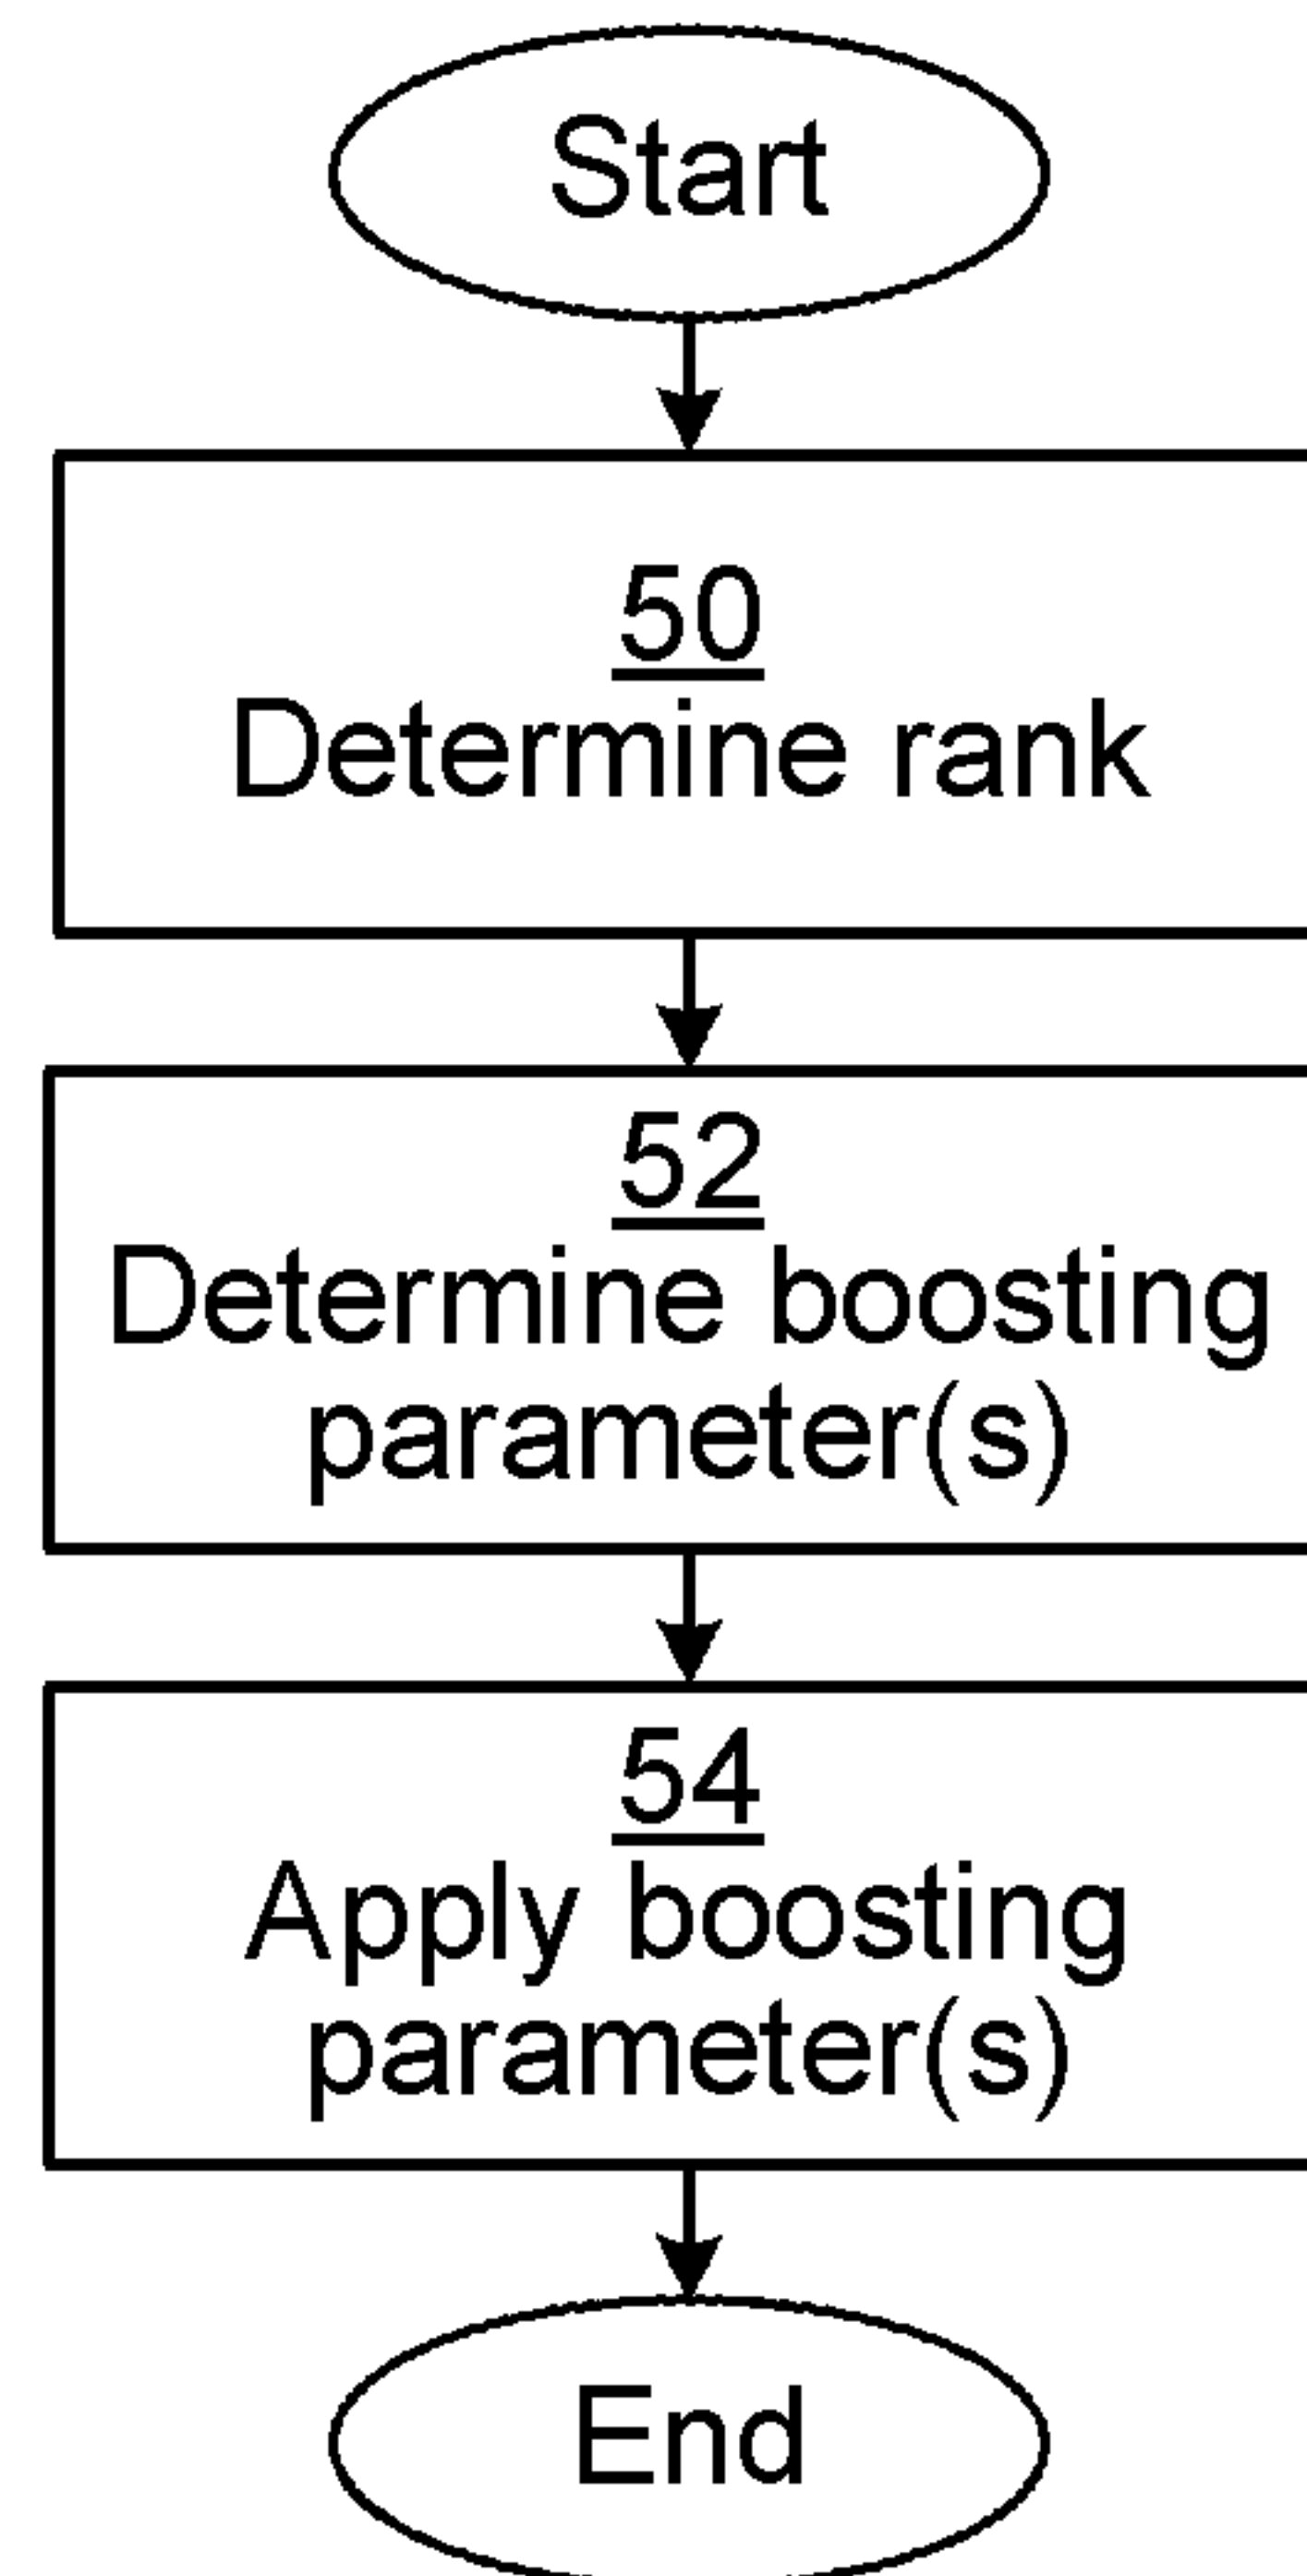 Start
50
Determine rank
52
Determine boosting
parameter(s)
54
Apply boosting
parameter(s)
End